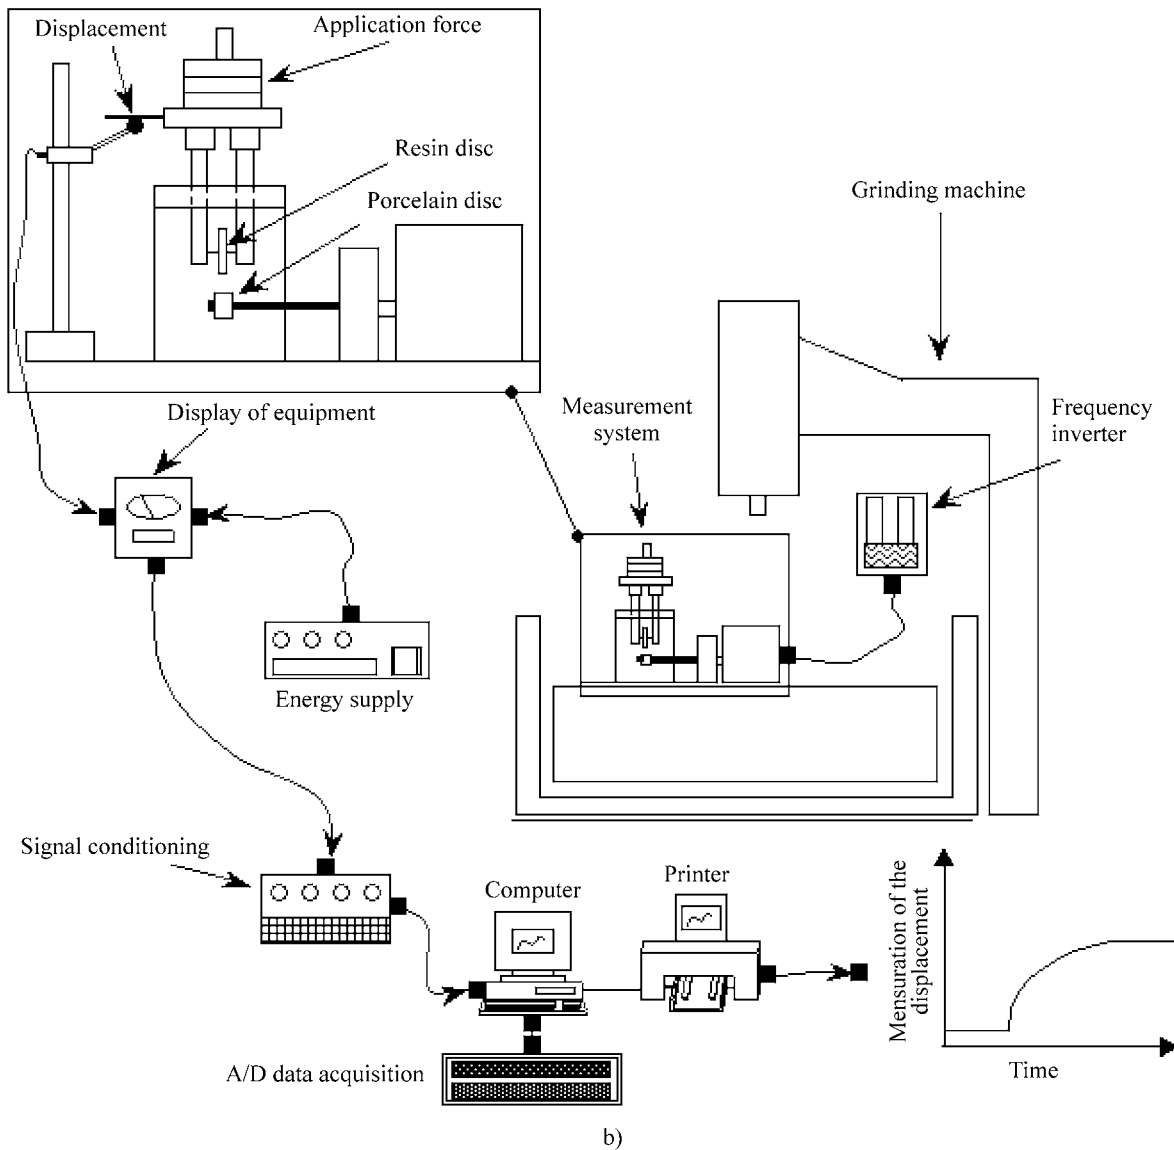 Displacement
Application force
Resin disc
Porcelain disc
Grinding machine
Display of equipment
Measurement
system
Frequency
inverter
Energy supply
Signal conditioning
Computer
Printer
A/D data acquisition
Mensuration of the
displacement
Time
b)